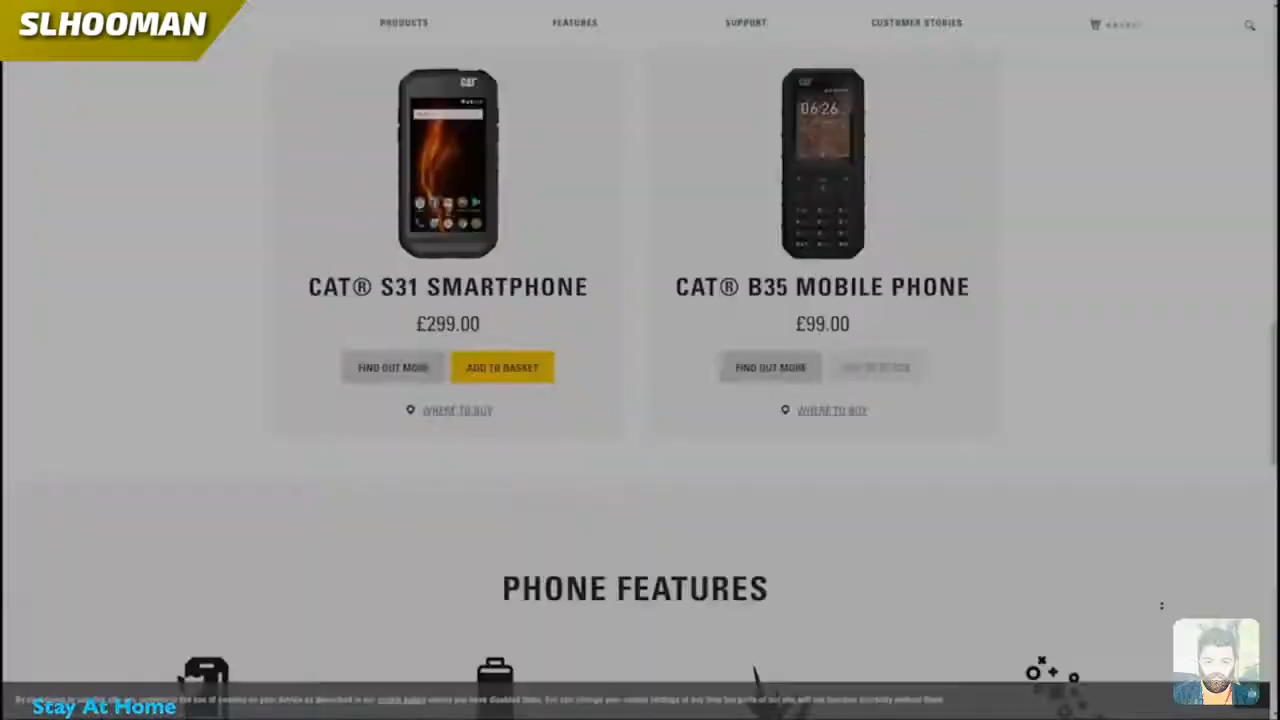 SLHOOMAN
PRODUCTS
FEATURES
SUPPORT
CUSTOMER STORIES
CAT
CAT
06:26
CAT® S31 SMARTPHONE
£299.00
FIND OUT MORE
ADD TO BASKET
WHERE TO BUY
CAT® B35 MOBILE PHONE
£99.00
FIND OUT MORE
WHERE TO BUY
PHONE FEATURES
Stay At Home